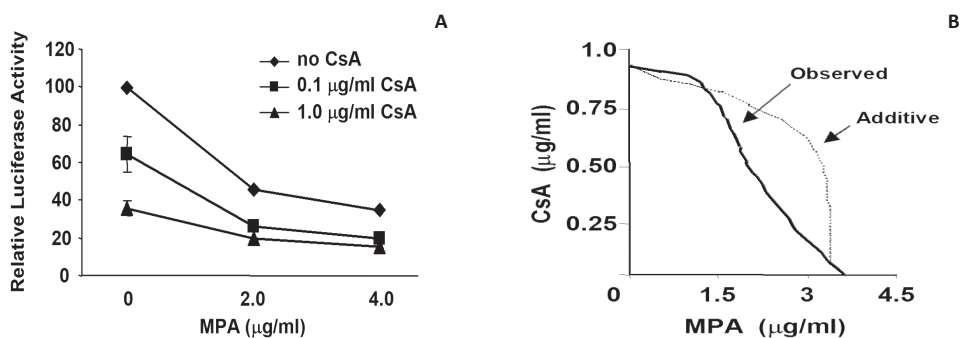 A
Relative Luciferase Activity
120
100
80
60
40
20
0
no CsA
0.1 μg/ml CsA
1.0 μg/ml CsA
0
2.0
4.0
MPA (μg/ml)
B
CsA (μg/ml)
1.0
0.75
0.50
0.25
Observed
Additive
0
1.5
3
4.5
MPA (μg/ml)